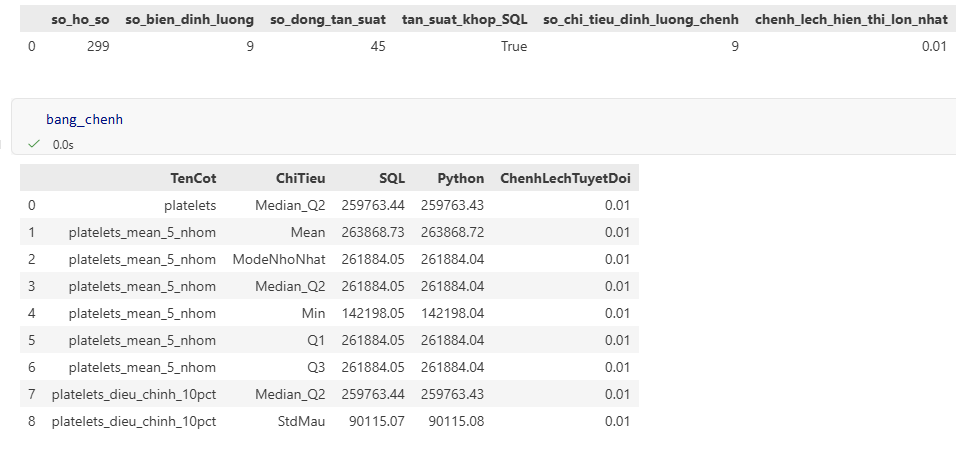 so_ho_so so_bien_dinh_luong so_dong_tan_suat tan_suat_khop_SQL so_chi_tieu_dinh_luong_chenh chenh_lech_hien_thi_lon_nhat
0 299 9 45 True 9 0.01
bang_chenh
0.0s
TenCot ChiTieu SQL Python ChenhLechTuyetDoi
0 platelets Median_Q2 259763.44 259763.43 0.01
1 platelets_mean_5_nhom Mean 263868.73 263868.72 0.01
2 platelets_mean_5_nhom ModeNhoNhat 261884.05 261884.04 0.01
3 platelets_mean_5_nhom Median_Q2 261884.05 261884.04 0.01
4 platelets_mean_5_nhom Min 142198.05 142198.04 0.01
5 platelets_mean_5_nhom Q1 261884.05 261884.04 0.01
6 platelets_mean_5_nhom Q3 261884.05 261884.04 0.01
7 platelets_dieu_chinh_10pct Median_Q2 259763.44 259763.43 0.01
8 platelets_dieu_chinh_10pct StdMau 90115.07 90115.08 0.01